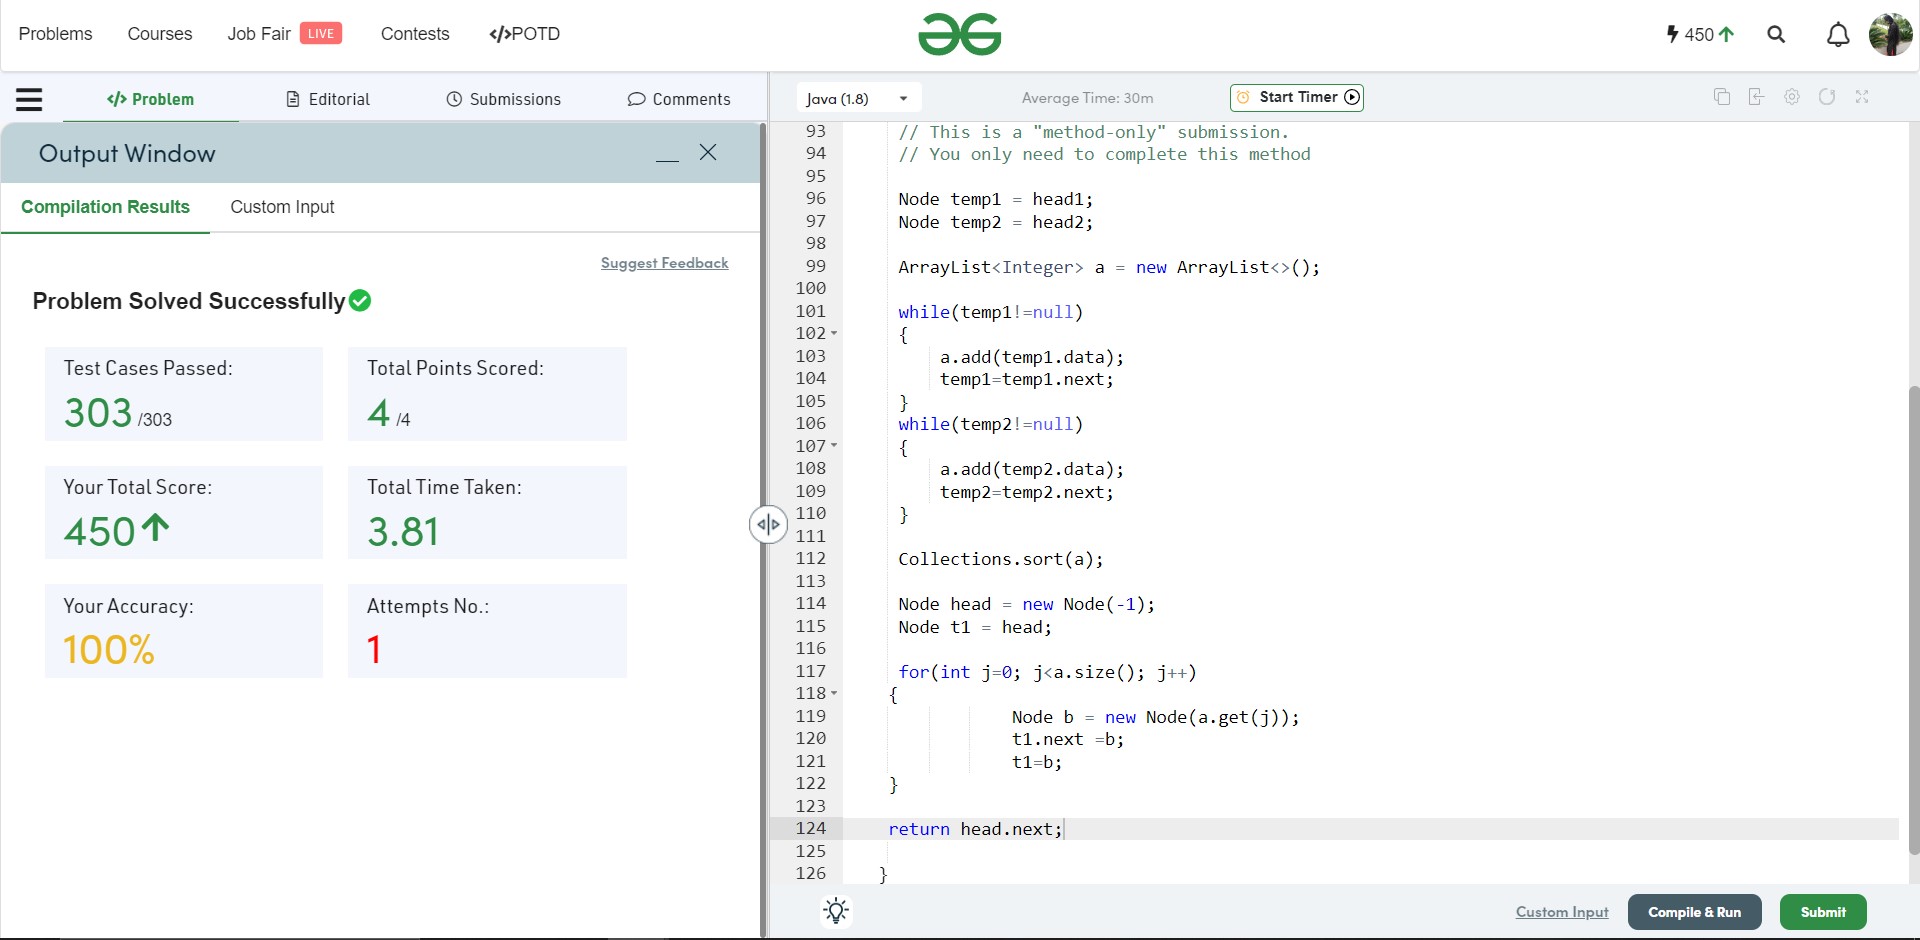 Problems Courses Job Fair LIVE Contests </>POTD
450
</> Problem Editorial Submissions Comments
Output Window
Compilation Results Custom Input
Suggest Feedback
Problem Solved Successfully
Test Cases Passed: Total Points Scored:
303 /303 4 /4
Your Total Score: Total Time Taken:
450 3.81
Your Accuracy: Attempts No.:
100% 1
Java (1.8) Average Time: 30m Start Timer
93 // This is a "method-only" submission.
94 // You only need to complete this method
95
96 Node temp1 = head1;
97 Node temp2 = head2;
98
99 ArrayList<Integer> a = new ArrayList<>();
100
101 while(temp1!=null)
102 {
103 a.add(temp1.data);
104 temp1=temp1.next;
105 }
106 while(temp2!=null)
107 {
108 a.add(temp2.data);
109 temp2=temp2.next;
110 }
111
112 Collections.sort(a);
113
114 Node head = new Node(-1);
115 Node t1 = head;
116
117 for(int j=0; j<a.size(); j++)
118 {
119 Node b = new Node(a.get(j));
120 t1.next =b;
121 t1=b;
122 }
123
124 return head.next;
125
126 }
Custom Input Compile & Run Submit